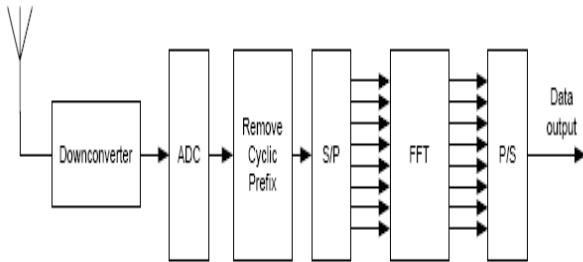 Downconverter
ADC
Remove
Cyclic
Prefix
S/P
FFT
P/S
Data
output